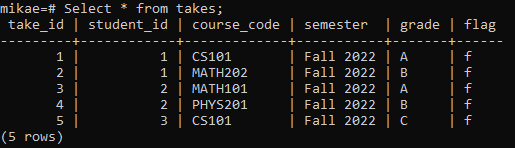 mikae=# Select * from takes;
 take_id | student_id | course_code | semester  | grade | flag
---------+------------+-------------+-----------+-------+------
       1 |          1 | CS101       | Fall 2022 | A     | f
       2 |          1 | MATH202     | Fall 2022 | B     | f
       3 |          2 | MATH101     | Fall 2022 | A     | f
       4 |          2 | PHYS201     | Fall 2022 | B     | f
       5 |          3 | CS101       | Fall 2022 | C     | f
(5 rows)